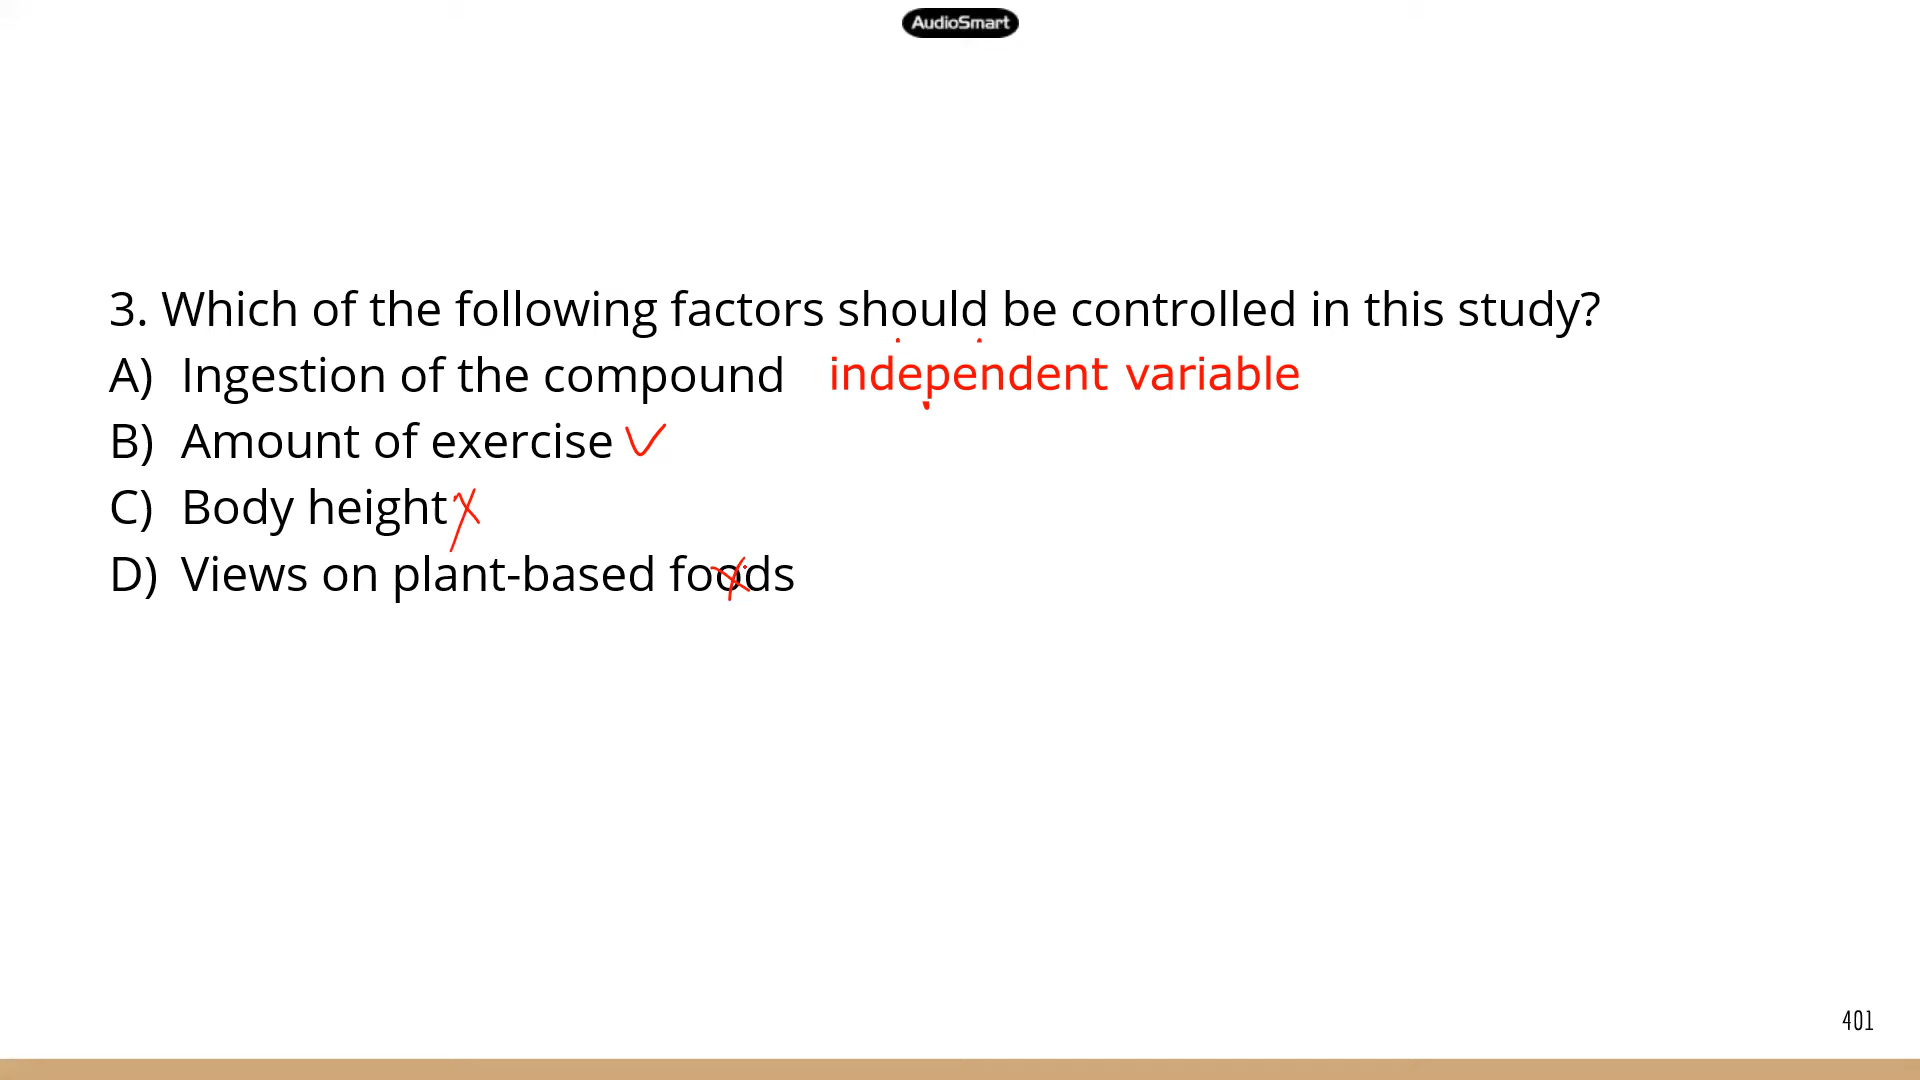 AudioSmart
3. Which of the following factors should be controlled in this study?
A) Ingestion of the compound independent variable
B) Amount of exercise
C) Body height
D) Views on plant-based foods
401